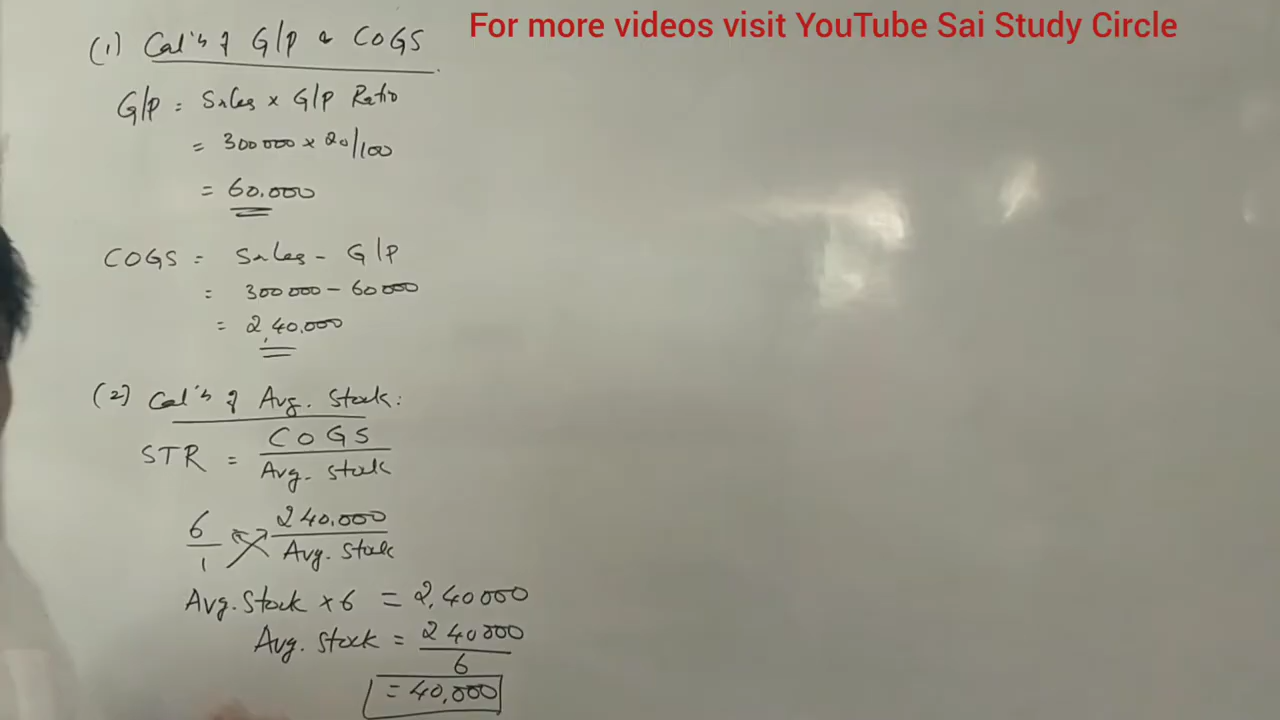 For more videos visit YouTube Sai Study Circle
(1) Cal'n of G/P & COGS
G/P = Sales × G/P Ratio
= 300000 × 20/100
= 60,000
COGS = Sales - G/P
= 300000 - 60000
= 2,40,000
(2) Cal'n of Avg. Stock:
STR = COGS
Avg. Stock
6 240,000
1 Avg. Stock
Avg. Stock × 6 = 2,40000
Avg. Stock = 240000
6
= 40,000